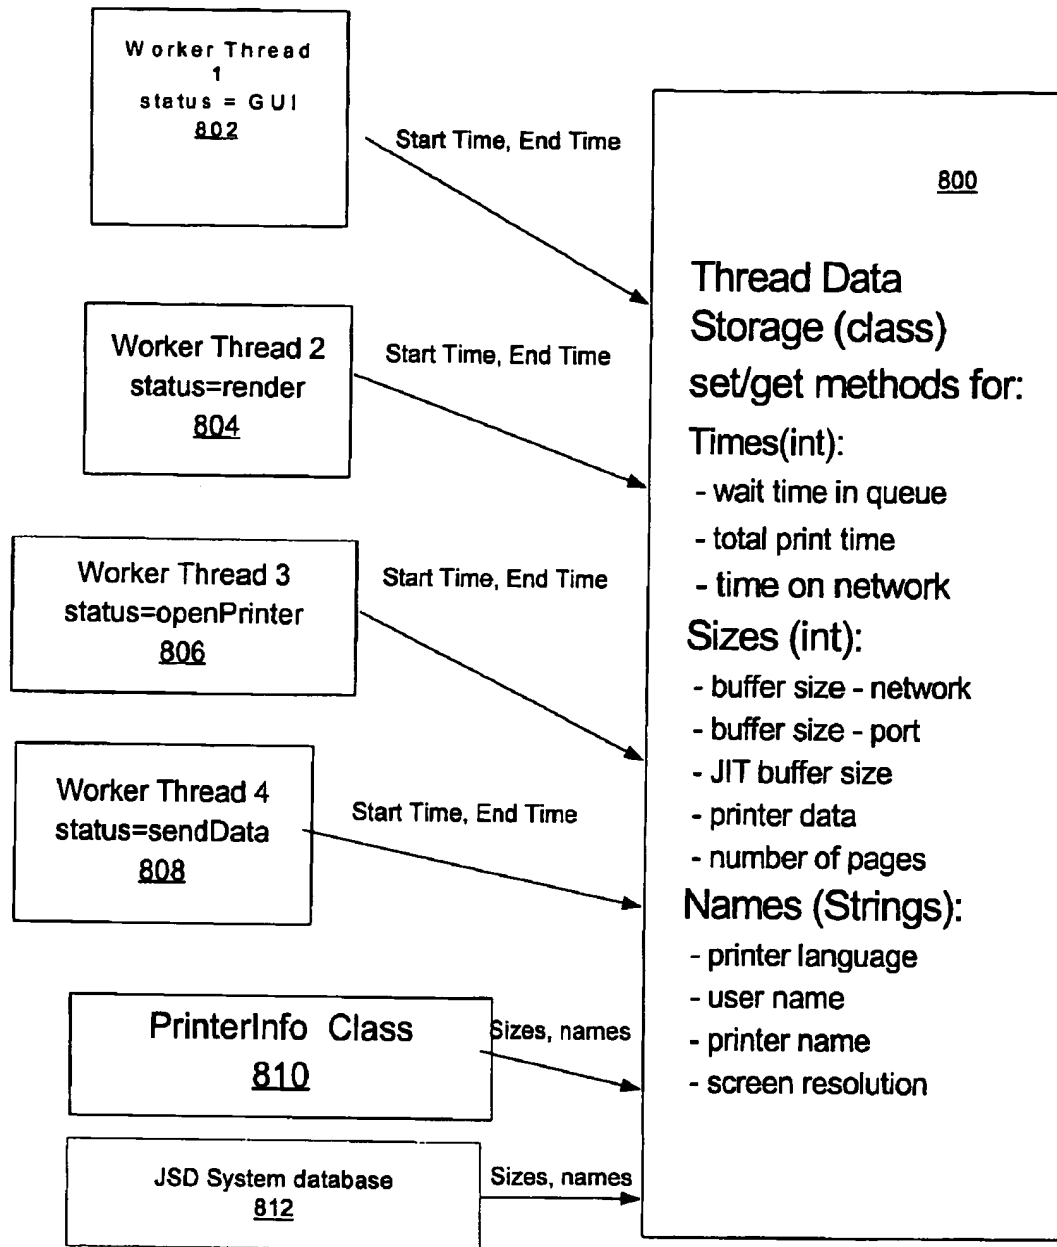 Worker Thread
1
status = GUI
802
Start Time, End Time
Worker Thread 2
status=render
804
Start Time, End Time
Worker Thread 3
status=openPrinter
806
Start Time, End Time
Worker Thread 4
status=sendData
808
Start Time, End Time
PrinterInfo Class
810
Sizes, names
JSD System database
812
Sizes, names
800
Thread Data
Storage (class)
set/get methods for:
Times(int):
- wait time in queue
- total print time
- time on network
Sizes (int):
- buffer size - network
- buffer size - port
- JIT buffer size
- printer data
- number of pages
Names (Strings):
- printer language
- user name
- printer name
- screen resolution